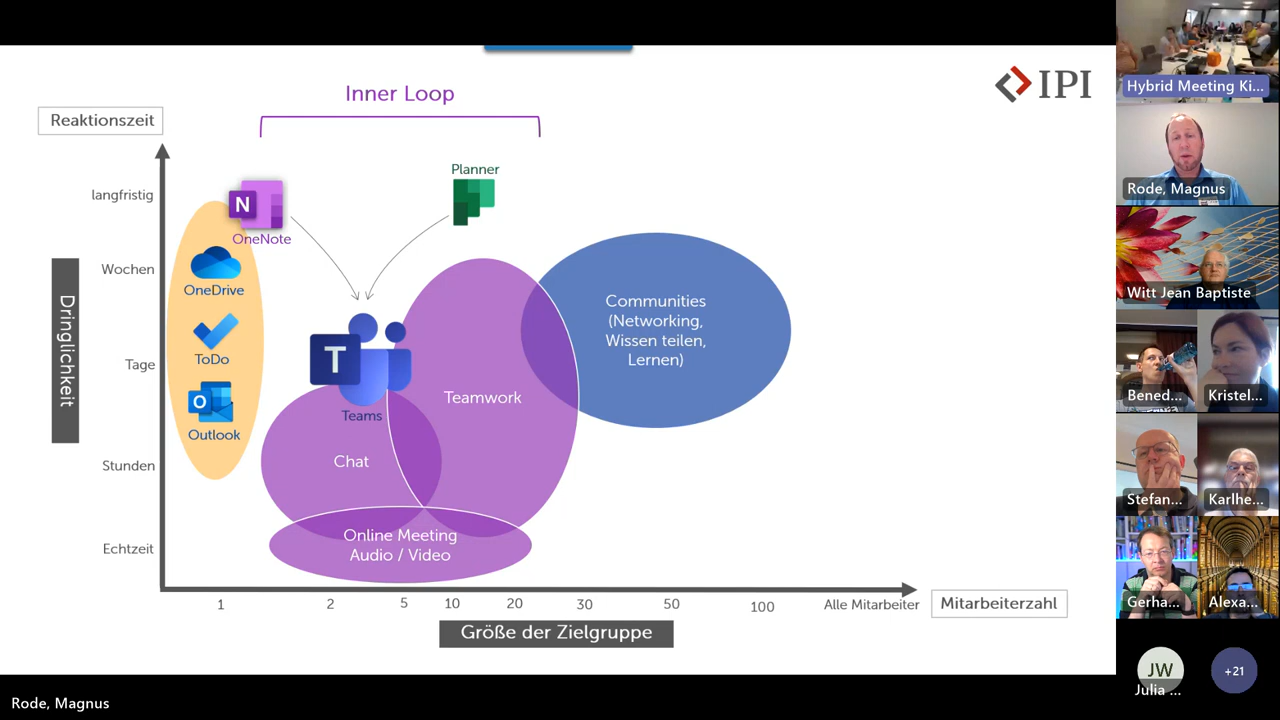 Inner Loop
IPI
Reaktionszeit
langfristig
Wochen
Tage
Stunden
Echtzeit
Dringlichkeit
N
OneNote
OneDrive
ToDo
O
Outlook
Planner
T
Teams
Chat
Teamwork
Online Meeting
Audio / Video
Communities
(Networking,
Wissen teilen,
Lernen)
1
2
5
10
20
30
50
100
Alle Mitarbeiter
Mitarbeiterzahl
Größe der Zielgruppe
Rode, Magnus
Hybrid Meeting Ki...
Rode, Magnus
Witt Jean Baptiste
Bened...
Kristel...
Stefan...
Karlhe...
Gerha...
Alexa...
JW
Julia ...
+21